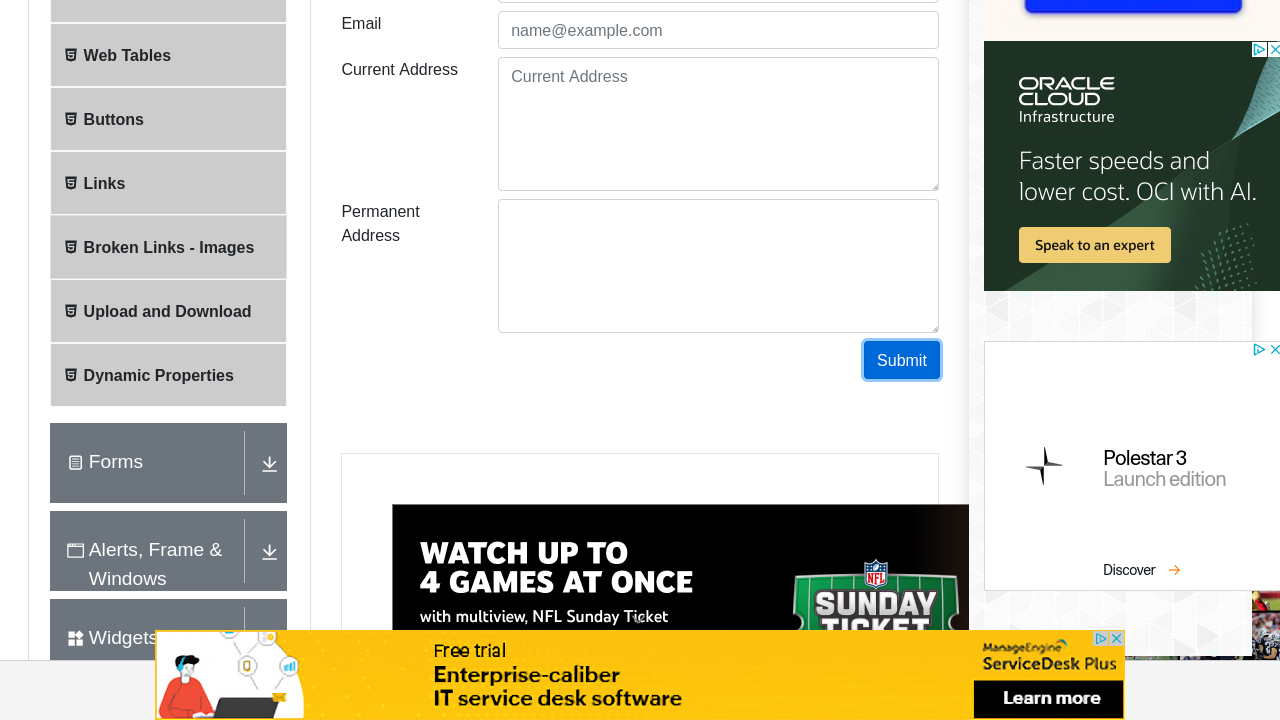 Email
name@example.com
Web Tables
Current Address
Current Address
Buttons
Links
Permanent
Address
Broken Links - Images
Upload and Download
Submit
Dynamic Properties
Forms
Alerts, Frame &
Windows
Widgets
ORACLE
CLOUD
Infrastructure
Faster speeds and
lower cost. OCI with AI.
Speak to an expert
Polestar 3
Launch edition
Discover
WATCH UP TO
4 GAMES AT ONCE
with multiview, NFL Sunday Ticket
NFL
SUNDAY
TICKET
Free trial
Enterprise-caliber
IT service desk software
ManageEngine
ServiceDesk Plus
Learn more